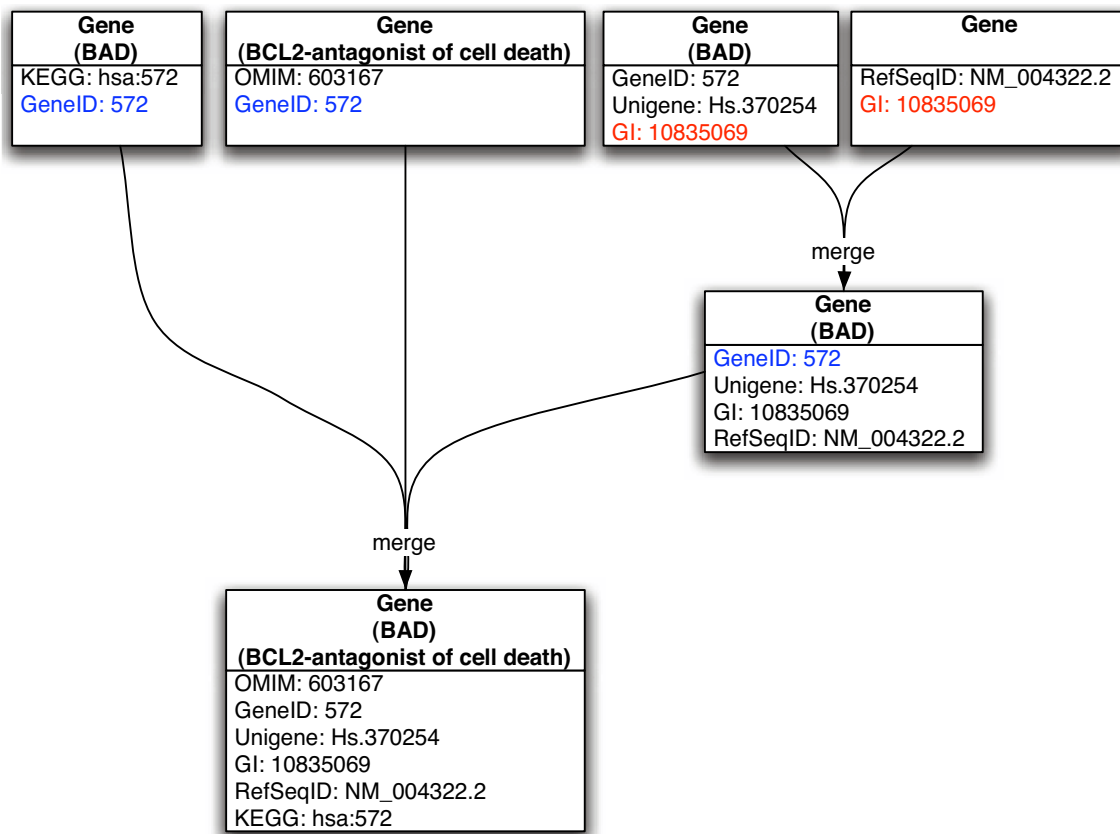 Gene
(BAD)
KEGG: hsa:572
GeneID: 572
Gene
(BCL2-antagonist of cell death)
OMIM: 603167
GeneID: 572
Gene
(BAD)
GeneID: 572
Unigene: Hs.370254
GI: 10835069
Gene
RefSeqID: NM_004322.2
GI: 10835069
merge
Gene
(BAD)
GeneID: 572
Unigene: Hs.370254
GI: 10835069
RefSeqID: NM_004322.2
merge
Gene
(BAD)
(BCL2-antagonist of cell death)
OMIM: 603167
GeneID: 572
Unigene: Hs.370254
GI: 10835069
RefSeqID: NM_004322.2
KEGG: hsa:572